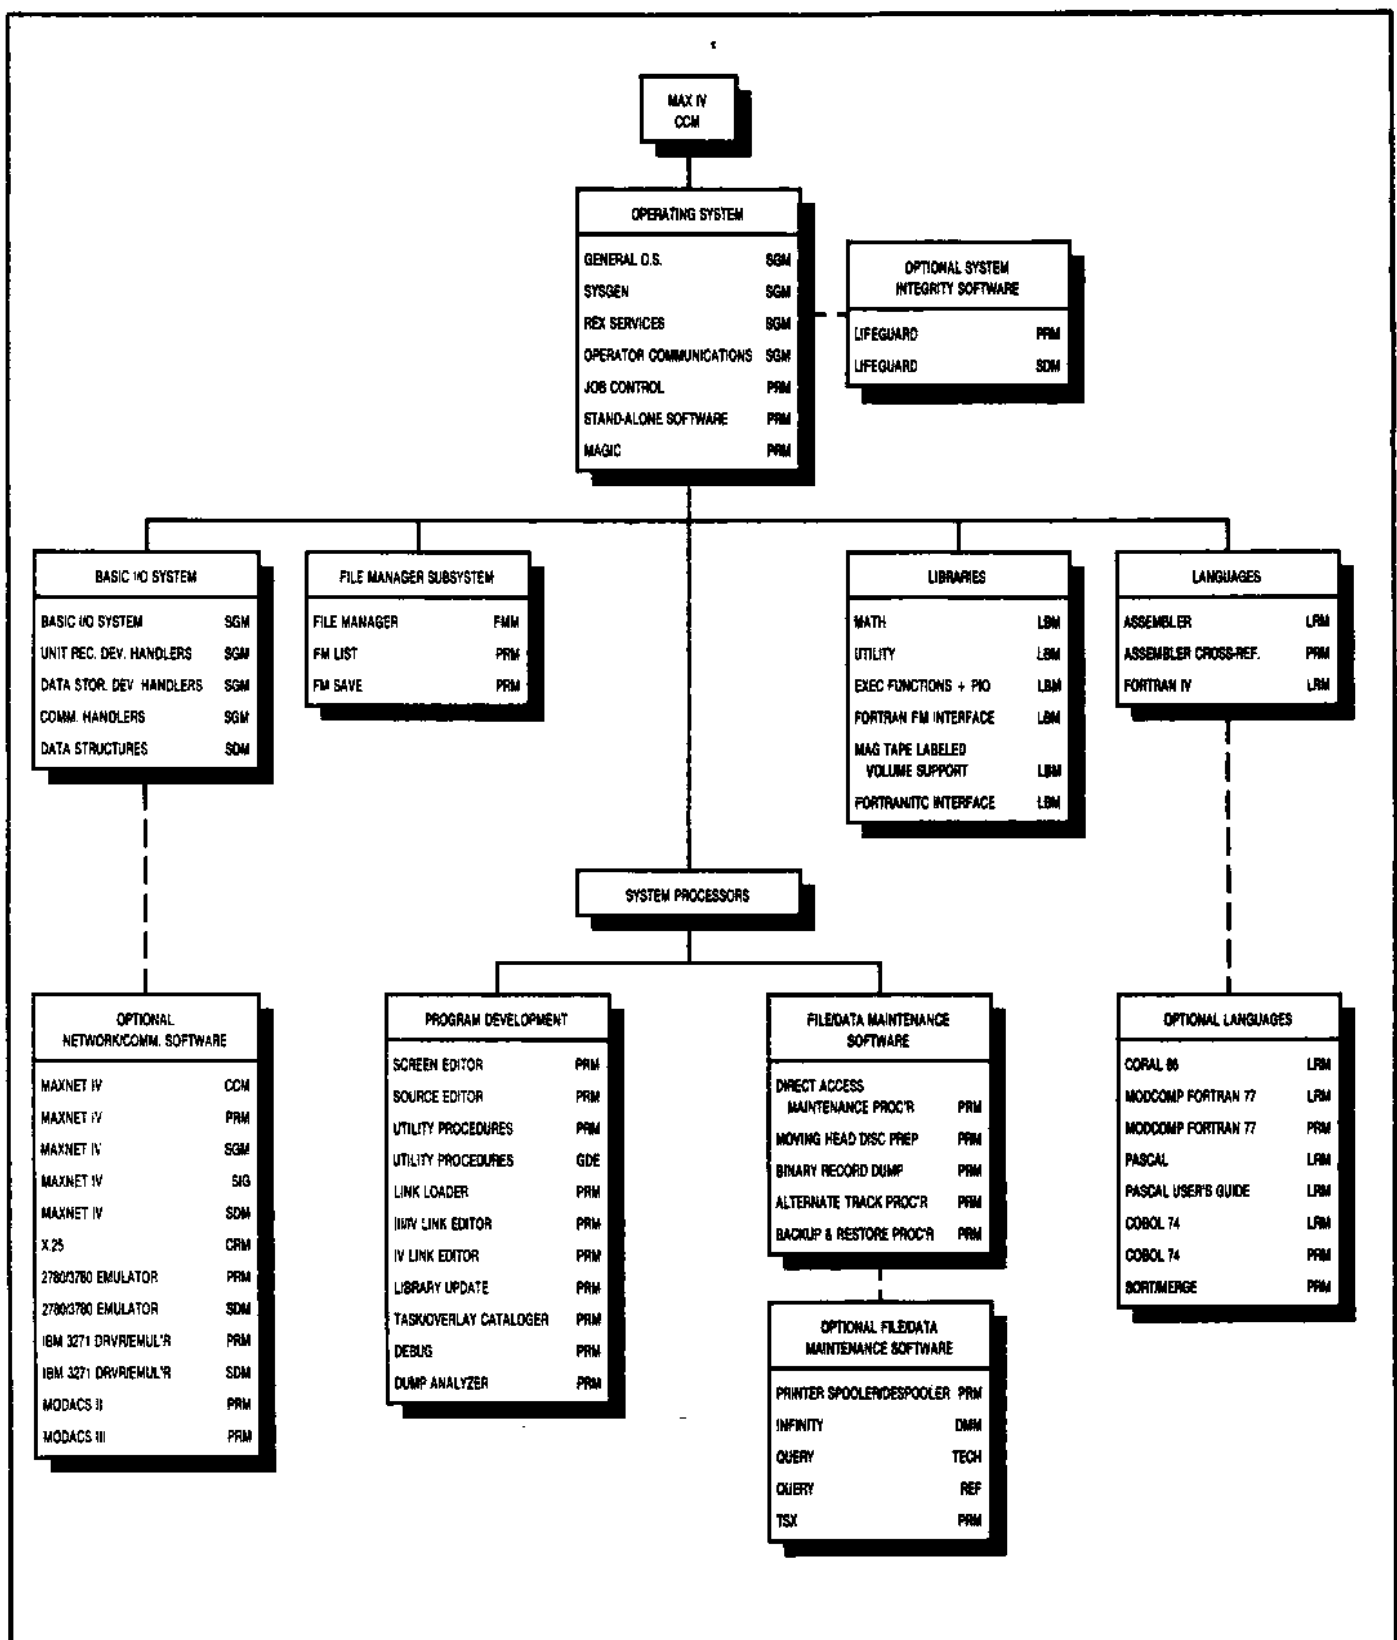 MAX IV
CCM
OPERATING SYSTEM
GENERAL O.S. SGM
SYSGEN SGM
REX SERVICES SGM
OPERATOR COMMUNICATIONS SGM
JOB CONTROL PRM
STAND-ALONE SOFTWARE PRM
MAGIC PRM
OPTIONAL SYSTEM
INTEGRITY SOFTWARE
LIFEGUARD PRM
LIFEGUARD SDM
BASIC I/O SYSTEM
BASIC I/O SYSTEM SGM
UNIT REC. DEV. HANDLERS SGM
DATA STOR. DEV. HANDLERS SGM
COMM. HANDLERS SGM
DATA STRUCTURES SDM
FILE MANAGER SUBSYSTEM
FILE MANAGER FMM
FM LIST PRM
FM SAVE PRM
LIBRARIES
MATH LBM
UTILITY LBM
EXEC FUNCTIONS + PIO LBM
FORTRAN FM INTERFACE LBM
MAG TAPE LABELED
VOLUME SUPPORT LBM
FORTRAN/ITC INTERFACE LBM
LANGUAGES
ASSEMBLER LRM
ASSEMBLER CROSS-REF. PRM
FORTRAN IV LRM
SYSTEM PROCESSORS
OPTIONAL
NETWORK/COMM. SOFTWARE
MAXNET IV CCM
MAXNET IV PRM
MAXNET IV SGM
MAXNET IV SIG
MAXNET IV SDM
X.25 CRM
2780/3780 EMULATOR PRM
2780/3780 EMULATOR SDM
IBM 3271 DRVR/EMUL'R PRM
IBM 3271 DRVR/EMUL'R SDM
MODACS II PRM
MODACS III PRM
PROGRAM DEVELOPMENT
SCREEN EDITOR PRM
SOURCE EDITOR PRM
UTILITY PROCEDURES PRM
UTILITY PROCEDURES GDE
LINK LOADER PRM
II/IV LINK EDITOR PRM
IV LINK EDITOR PRM
LIBRARY UPDATE PRM
TASK/OVERLAY CATALOGER PRM
DEBUG PRM
DUMP ANALYZER PRM
FILE/DATA MAINTENANCE
SOFTWARE
DIRECT ACCESS
MAINTENANCE PROC'R PRM
MOVING HEAD DISC PREP PRM
BINARY RECORD DUMP PRM
ALTERNATE TRACK PROC'R PRM
BACKUP & RESTORE PROC'R PRM
OPTIONAL FILE/DATA
MAINTENANCE SOFTWARE
PRINTER SPOOLER/DESPOOLER PRM
INFINITY DMM
QUERY TECH
QUERY REF
TSX PRM
OPTIONAL LANGUAGES
CORAL LRM
MODCOMP FORTRAN 77 LRM
MODCOMP FORTRAN 77 PRM
PASCAL LRM
PASCAL USER'S GUIDE LRM
COBOL 74 LRM
COBOL 74 PRM
SORT/MERGE PRM